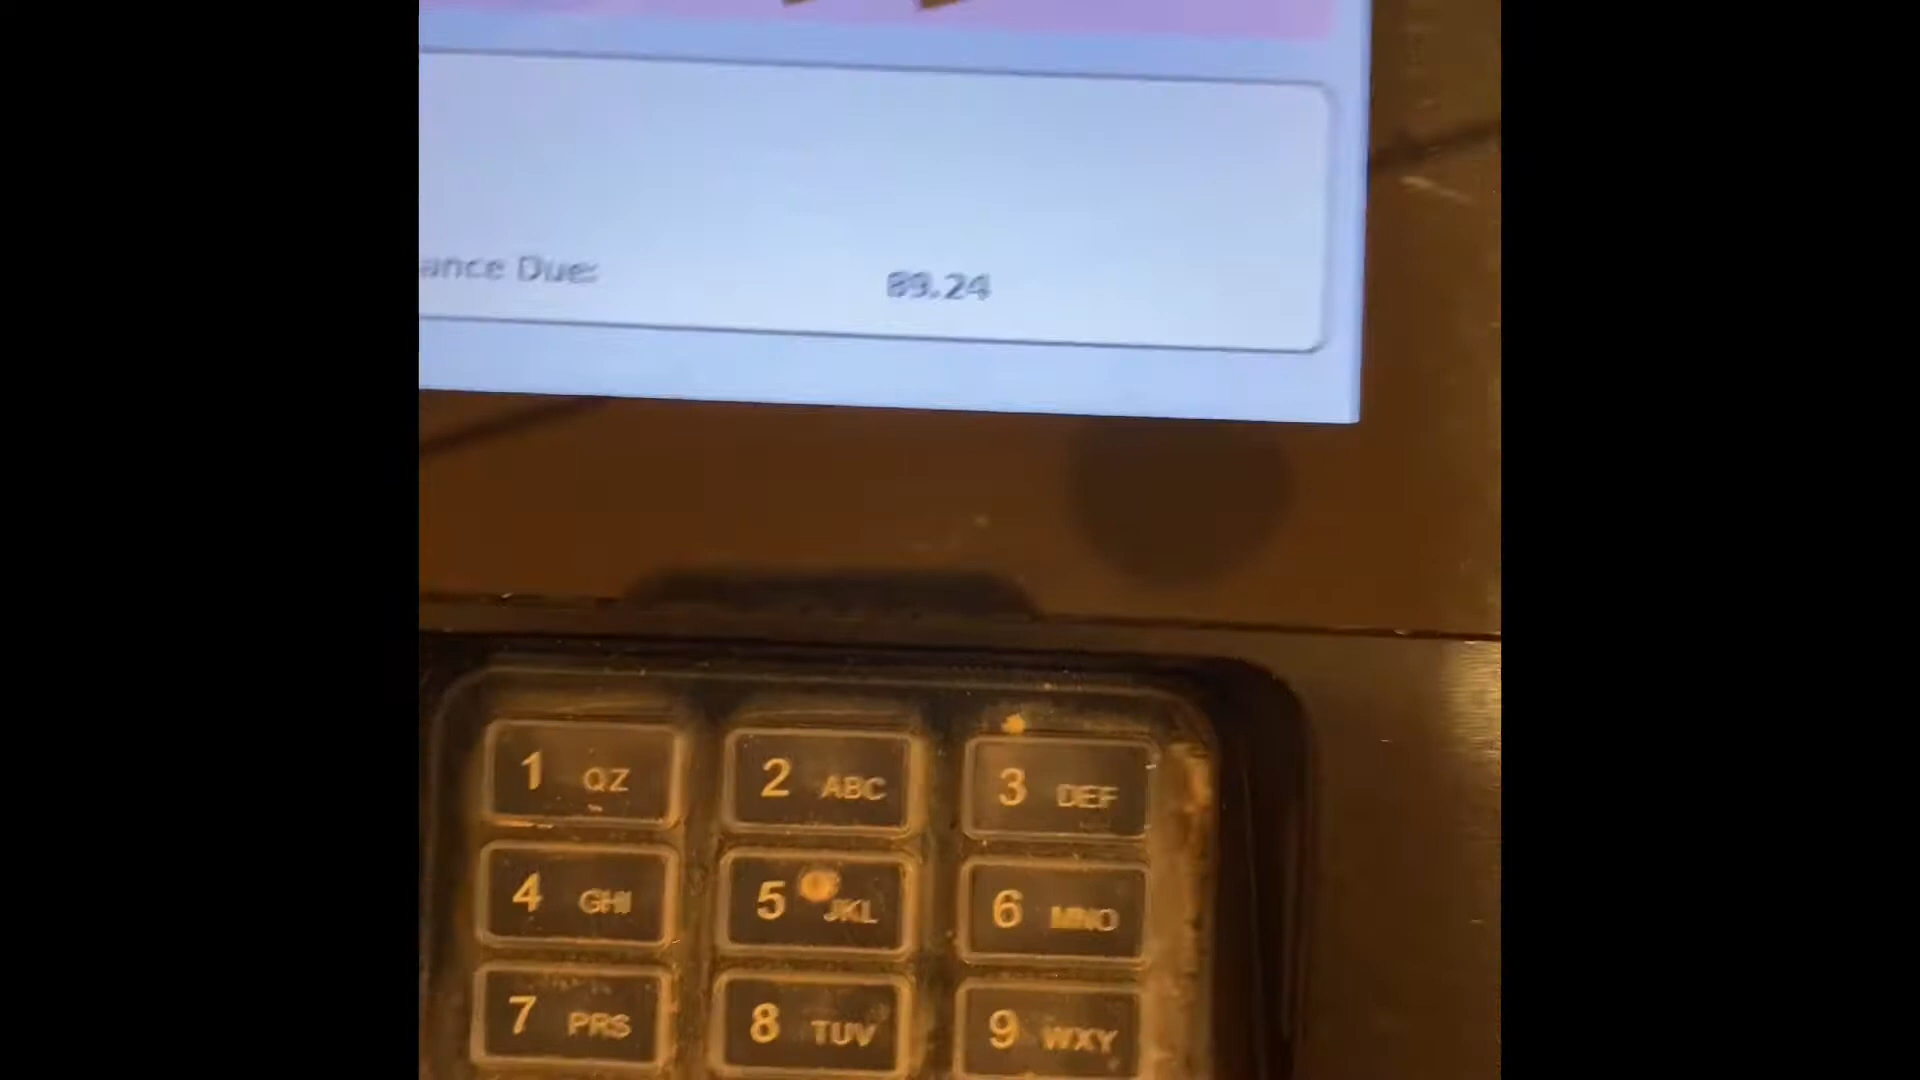 ance Due: 89.24
1 QZ 2 ABC 3 DEF
4 GHI 5 JKL 6 MNO
7 PRS 8 TUV 9 WXY